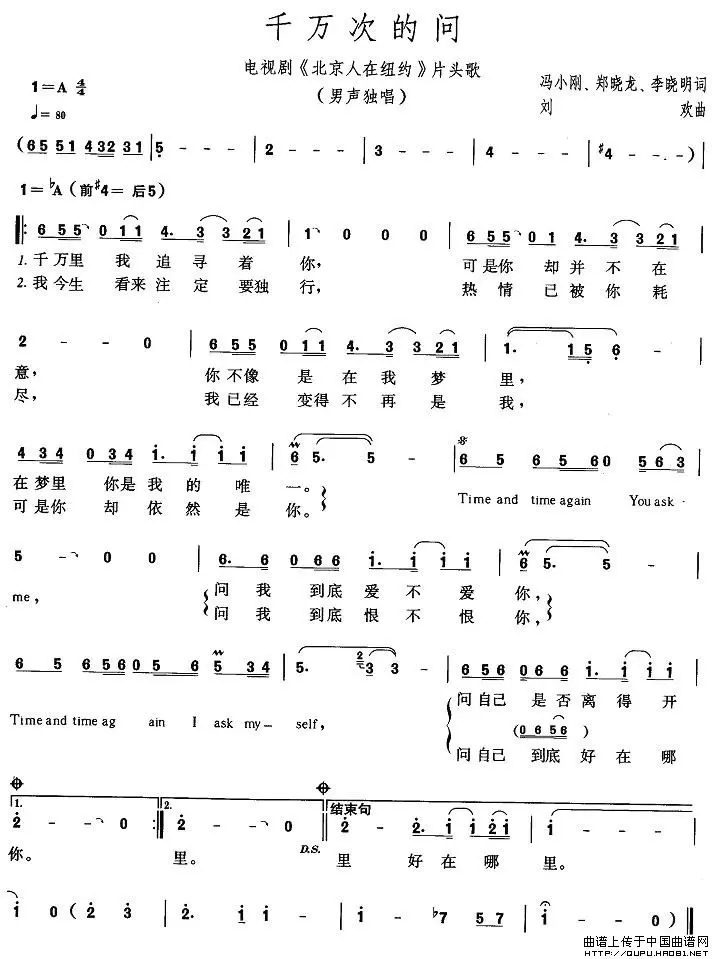 千万次的问
电视剧《北京人在纽约》片头歌
(男声独唱)
冯小刚、郑晓龙、李晓明词
刘 欢曲
1=A 4/4
♩= 80
(65 51 432 31 | 5 - - - | 2 - - - | 3 - - - | 4 - - - | #4 - - ) |
1=♭A (前#4= 后5)
6 5 5 0 1 1 4. 3 3 2 1 | 1 0 0 0 | 6 5 5 0 1 4. 3 3 2 1 |
1. 千万里 我 追 寻 着 你, 可是你 却 并 不 在
2. 我今生 看来 注 定 要独 行, 热 情 已 被 你 耗
2 - - 0 | 6 5 5 0 1 1 4. 3 3 2 1 | 1. 1 5 6 - |
意, 你 不像 是 在 我 梦 里,
尽, 我 已经 变得 不 再 是 我,
4 3 4 0 3 4 1. 1 1 1 | 6 5. 5 - | 6 5 6 5 6 0 5 6 3 |
在 梦里 你是 我 的 唯 一。 Time and time again You ask
可 是你 却 依 然 是 你。
5 - 0 0 | 6. 6 0 6 6 1. 1 1 1 | 6 5. 5 - |
me, 问 我 到底 爱 不 爱 你,
问 我 到底 恨 不 恨 你,
6 5 6 5 6 0 5 6 5 3 4 | 5. 2 3 3 - | 6 5 6 0 6 6 1. 1 1 1 |
Time and time ag ain I ask my— self, 问 自己 是 否 离 得 开
(0 6 5 6)
问 自己 到底 好 在 哪
1. 2. 结束句
2 - - 0 :|| 2 - - 0 || 2 - 2. 1 1 2 1 | 1 - - - |
你。 里。 D.S. 里 好 在 哪 里。
1 0 (2 3 | 2 - - - | 1 - ♭7 5 7 | 1 - - 0) ||
曲谱上传于中国曲谱网
HTTP://QUPU.HAO81.NET